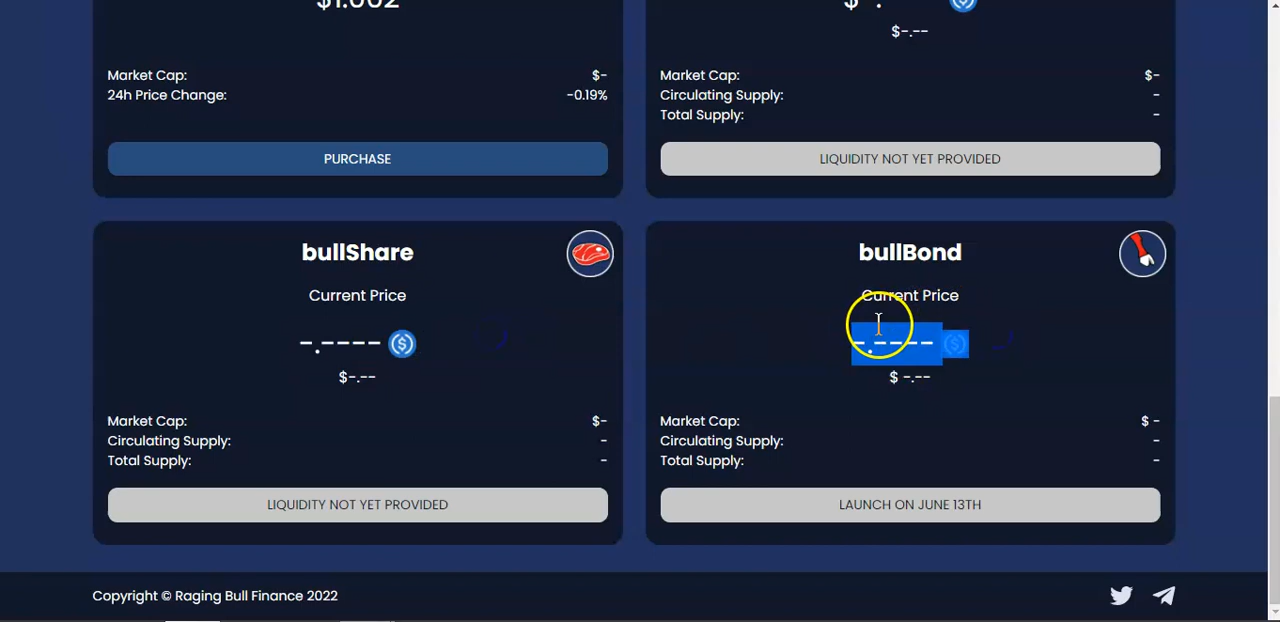 $1.002
$-.--
Market Cap: $-
24h Price Change: -0.19%
PURCHASE
Market Cap: $-
Circulating Supply: -
Total Supply: -
LIQUIDITY NOT YET PROVIDED
bullShare
Current Price
-.----
$-.--
Market Cap: $-
Circulating Supply: -
Total Supply: -
LIQUIDITY NOT YET PROVIDED
bullBond
Current Price
-.----
$ -.--
Market Cap: $ -
Circulating Supply: -
Total Supply: -
LAUNCH ON JUNE 13TH
Copyright © Raging Bull Finance 2022